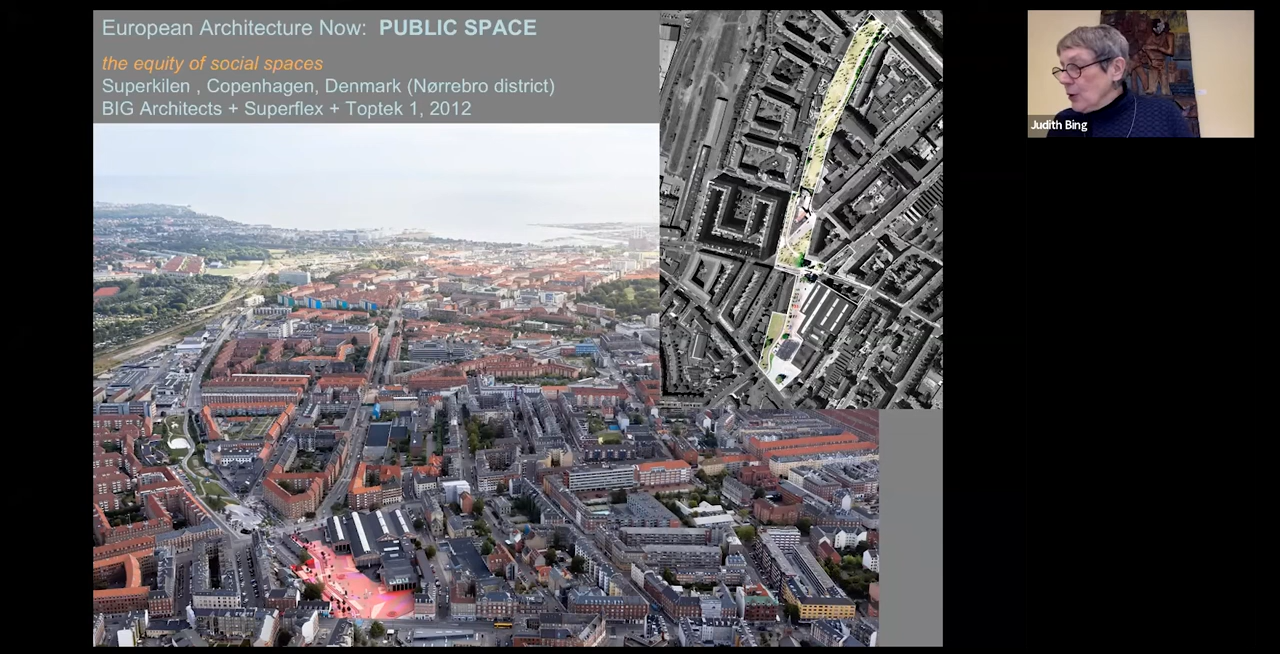 European Architecture Now: PUBLIC SPACE
the equity of social spaces
Superkilen , Copenhagen, Denmark (Nørrebro district)
BIG Architects + Superflex + Toptek 1, 2012
Judith Bing